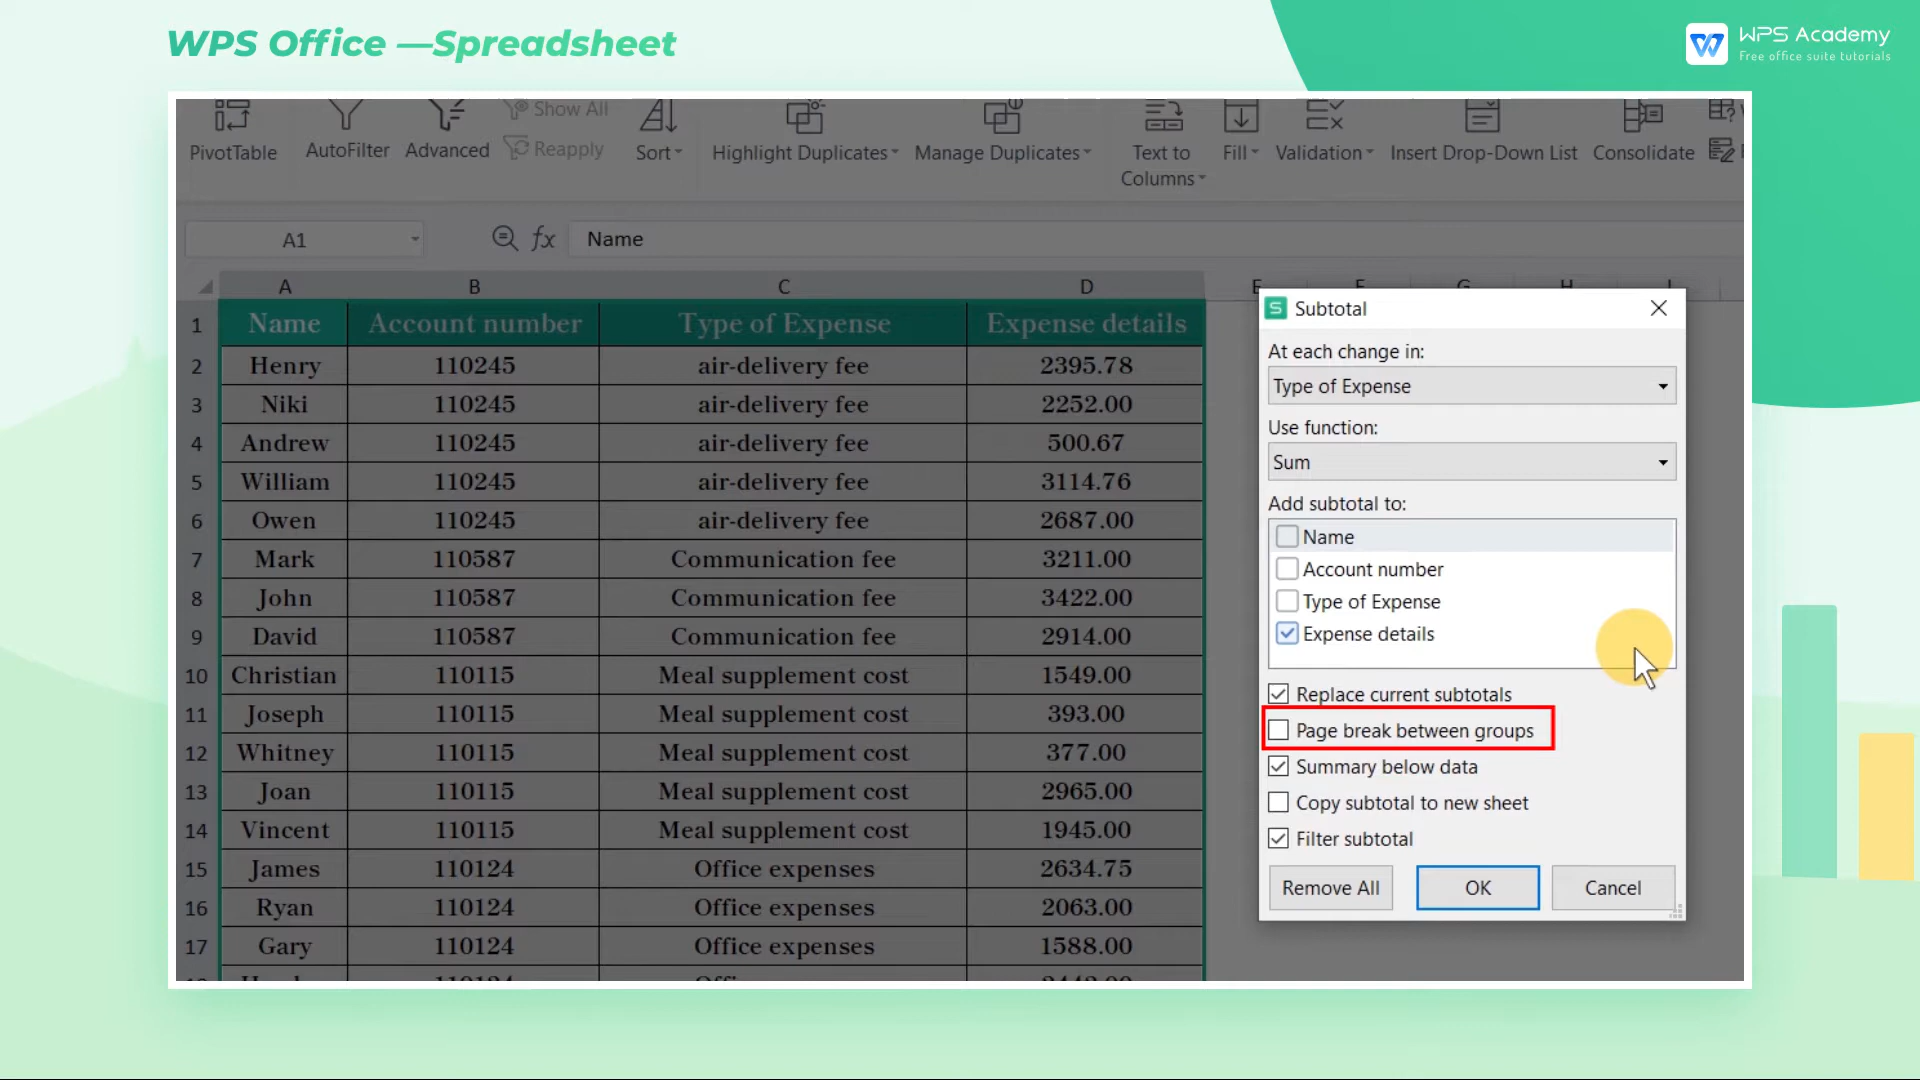 WPS Office —Spreadsheet
WPS Academy
Free office suite tutorials
PivotTable
AutoFilter
Advanced
Show All
Reapply
Sort
Highlight Duplicates
Manage Duplicates
Text to
Columns
Fill
Validation
Insert Drop-Down List
Consolidate
A1
fx
Name
A B C D
1 Name Account number Type of Expense Expense details
2 Henry 110245 air-delivery fee 2395.78
3 Niki 110245 air-delivery fee 2252.00
4 Andrew 110245 air-delivery fee 500.67
5 William 110245 air-delivery fee 3114.76
6 Owen 110245 air-delivery fee 2687.00
7 Mark 110587 Communication fee 3211.00
8 John 110587 Communication fee 3422.00
9 David 110587 Communication fee 2914.00
10 Christian 110115 Meal supplement cost 1549.00
11 Joseph 110115 Meal supplement cost 393.00
12 Whitney 110115 Meal supplement cost 377.00
13 Joan 110115 Meal supplement cost 2965.00
14 Vincent 110115 Meal supplement cost 1945.00
15 James 110124 Office expenses 2634.75
16 Ryan 110124 Office expenses 2063.00
17 Gary 110124 Office expenses 1588.00
Subtotal
At each change in:
Type of Expense
Use function:
Sum
Add subtotal to:
Name
Account number
Type of Expense
Expense details
Replace current subtotals
Page break between groups
Summary below data
Copy subtotal to new sheet
Filter subtotal
Remove All
OK
Cancel